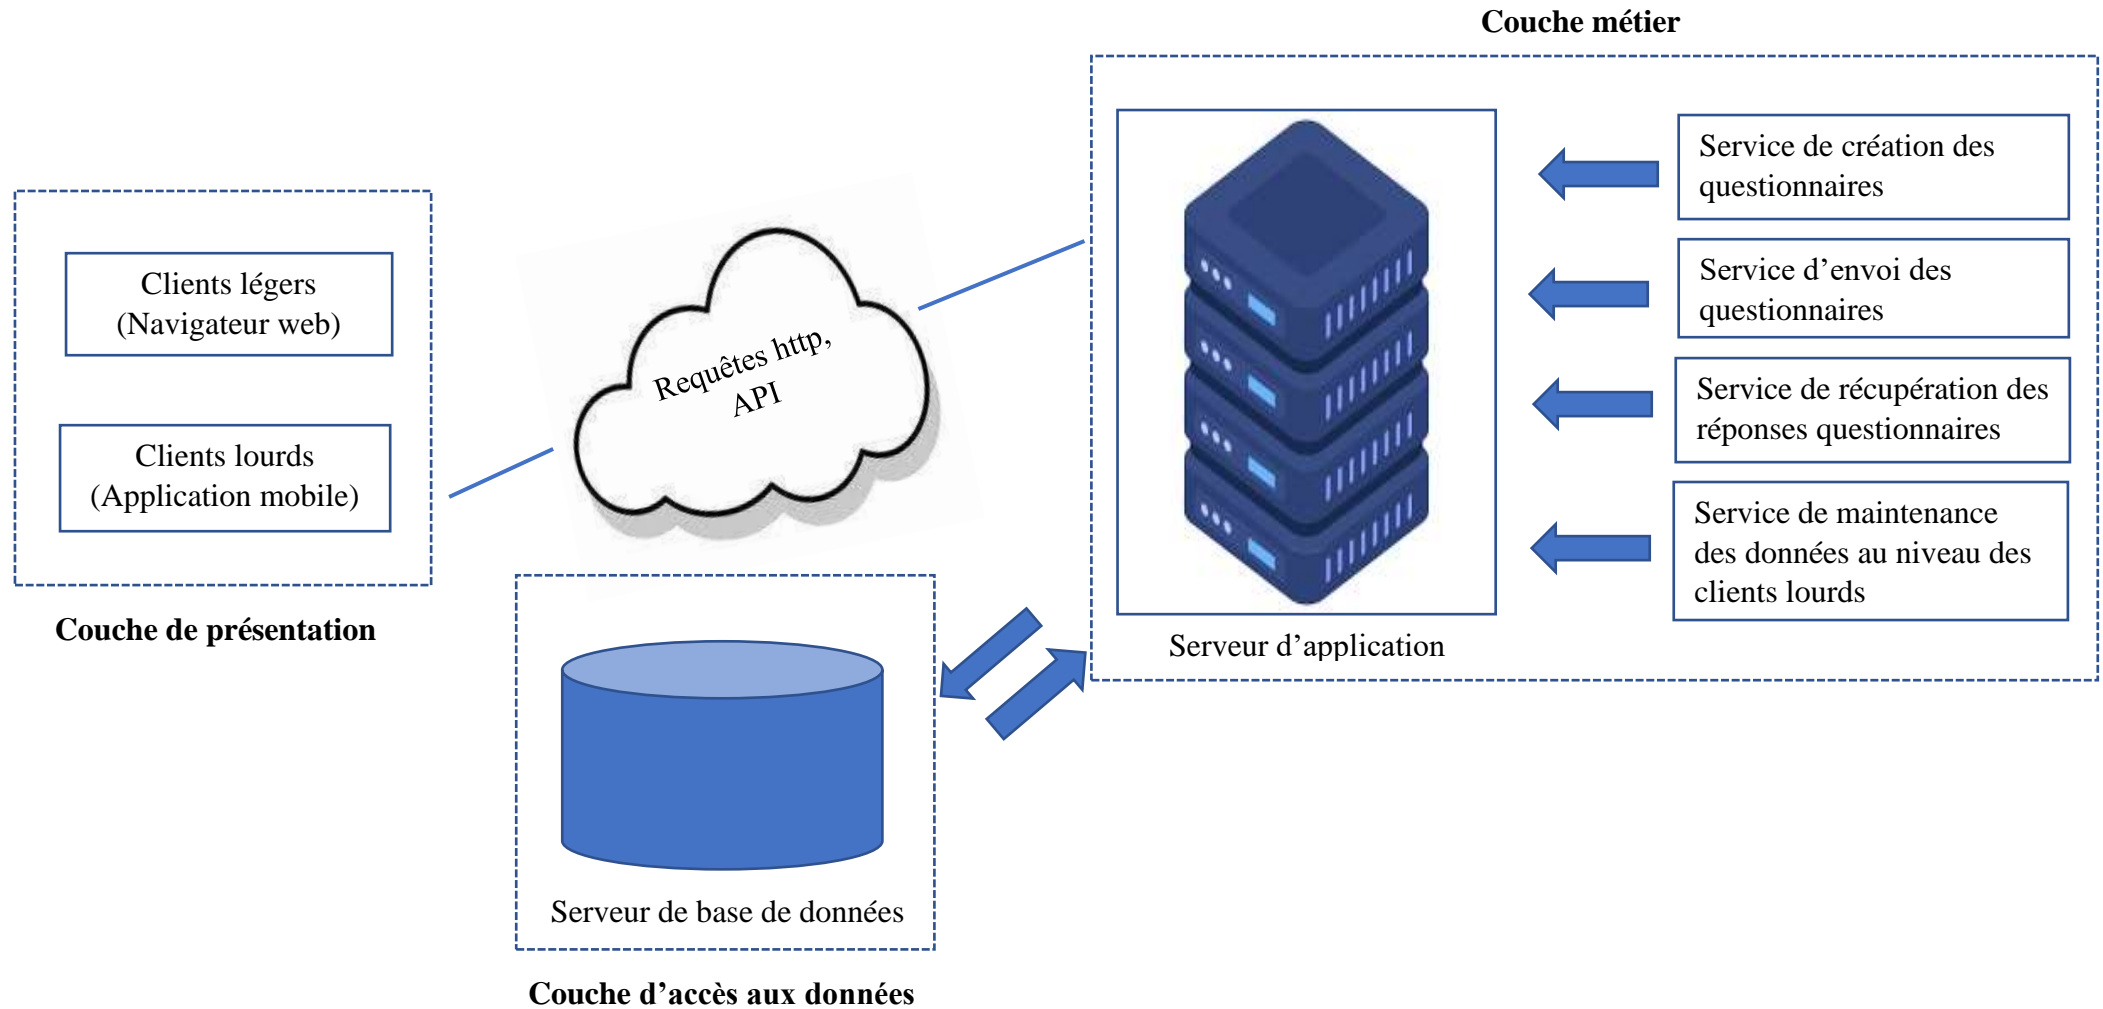 Couche métier
Clients légers
(Navigateur web)
Clients lourds
(Application mobile)
Couche de présentation
Requêtes http,
API
Serveur d’application
Service de création des
questionnaires
Service d’envoi des
questionnaires
Service de récupération des
réponses questionnaires
Service de maintenance
des données au niveau des
clients lourds
Serveur de base de données
Couche d’accès aux données